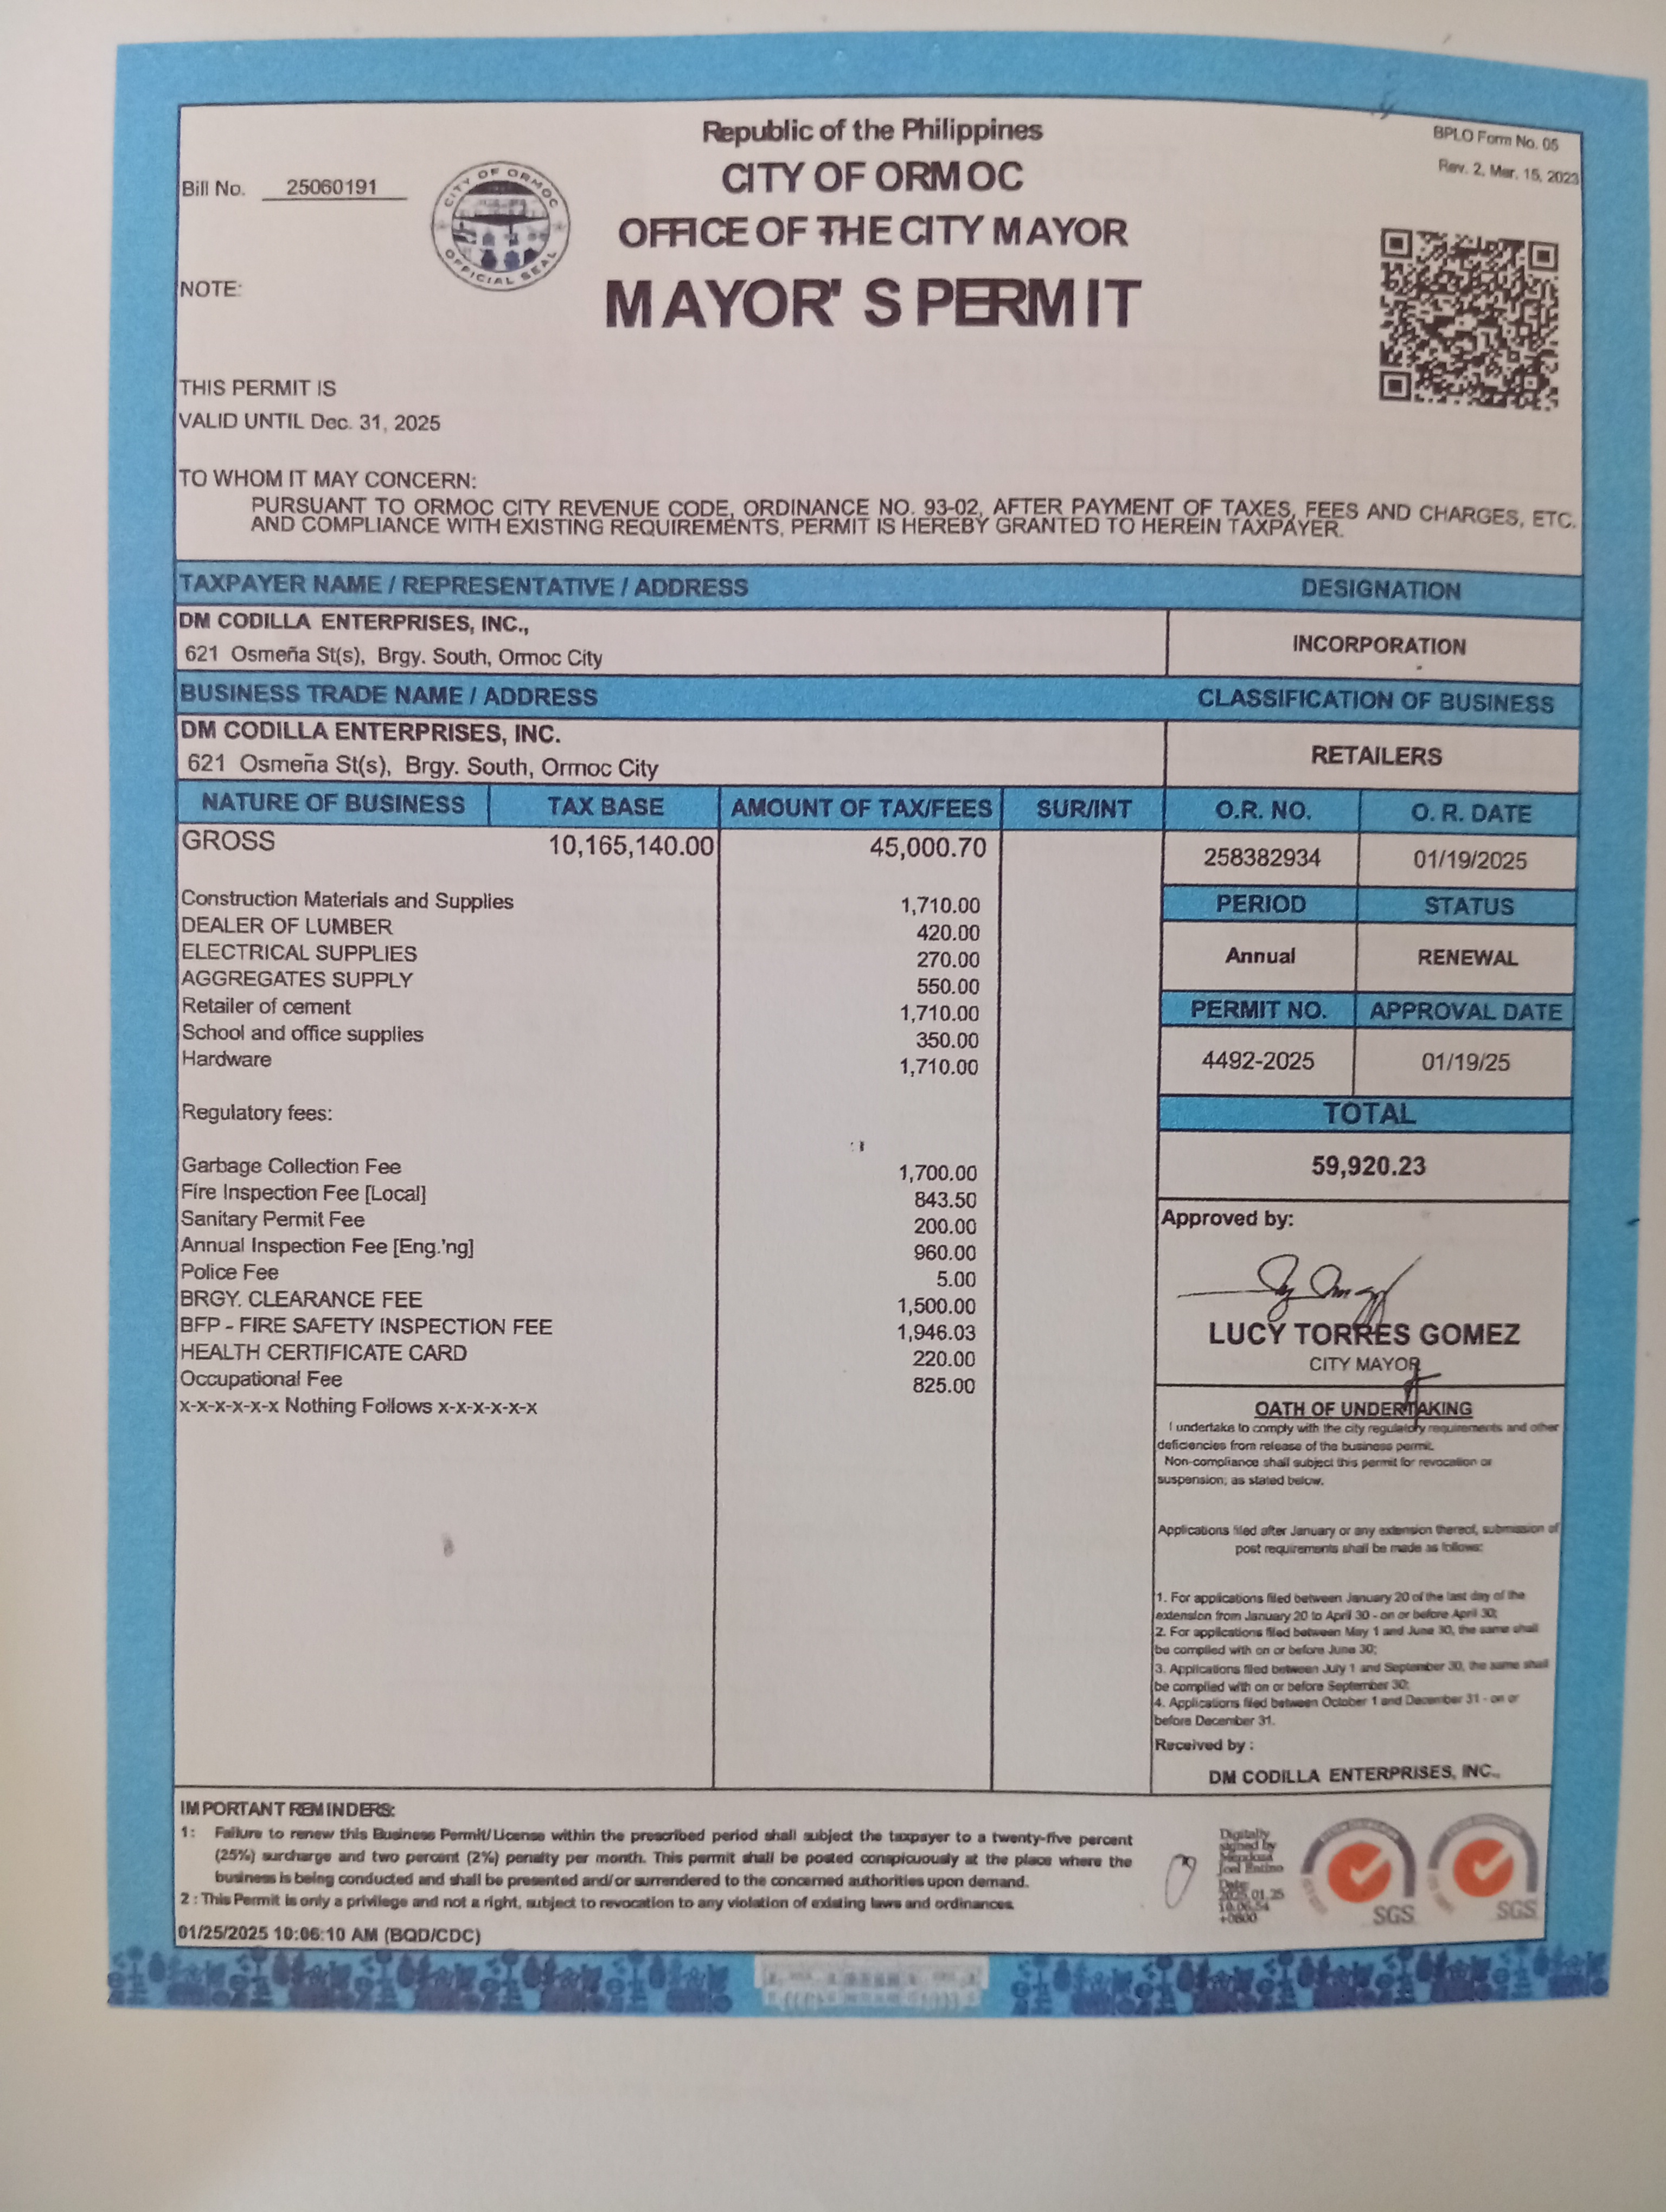 BPLO Form No. 05
Rev. 2, Mar. 15, 2023
Republic of the Philippines
CITY OF ORMOC
OFFICE OF THE CITY MAYOR
MAYOR'S PERMIT
Bill No. 25060191
CITY OF ORMOC
OFFICIAL SEAL
NOTE:
THIS PERMIT IS
VALID UNTIL Dec. 31, 2025
TO WHOM IT MAY CONCERN:
PURSUANT TO ORMOC CITY REVENUE CODE, ORDINANCE NO. 93-02, AFTER PAYMENT OF TAXES, FEES AND CHARGES, ETC.
AND COMPLIANCE WITH EXISTING REQUIREMENTS, PERMIT IS HEREBY GRANTED TO HEREIN TAXPAYER.
TAXPAYER NAME / REPRESENTATIVE / ADDRESS DESIGNATION
DM CODILLA ENTERPRISES, INC.,
621 Osmeña St(s), Brgy. South, Ormoc City
INCORPORATION
BUSINESS TRADE NAME / ADDRESS CLASSIFICATION OF BUSINESS
DM CODILLA ENTERPRISES, INC.
621 Osmeña St(s), Brgy. South, Ormoc City
RETAILERS
NATURE OF BUSINESS TAX BASE AMOUNT OF TAX/FEES SUR/INT
GROSS 10,165,140.00 45,000.70
Construction Materials and Supplies 1,710.00
DEALER OF LUMBER 420.00
ELECTRICAL SUPPLIES 270.00
AGGREGATES SUPPLY 550.00
Retailer of cement 1,710.00
School and office supplies 350.00
Hardware 1,710.00
Regulatory fees:
Garbage Collection Fee 1,700.00
Fire Inspection Fee [Local] 843.50
Sanitary Permit Fee 200.00
Annual Inspection Fee [Eng.'ng] 960.00
Police Fee 5.00
BRGY. CLEARANCE FEE 1,500.00
BFP - FIRE SAFETY INSPECTION FEE 1,946.03
HEALTH CERTIFICATE CARD 220.00
Occupational Fee 825.00
x-x-x-x-x-x Nothing Follows x-x-x-x-x-x
O.R. NO. O. R. DATE
258382934 01/19/2025
PERIOD STATUS
Annual RENEWAL
PERMIT NO. APPROVAL DATE
4492-2025 01/19/25
TOTAL
59,920.23
Approved by:
LUCY TORRES GOMEZ
CITY MAYOR
OATH OF UNDERTAKING
I undertake to comply with the city regulatory requirements and other
deficiencies from release of the business permit.
Non-compliance shall subject this permit for revocation or
suspension; as stated below.
Applications filed after January or any extension thereof, submission of
post requirements shall be made as follows:
1. For applications filed between January 20 of the last day of the
extension from January 20 to April 30 - on or before April 30;
2. For applications filed between May 1 and June 30, the same shall
be complied with on or before June 30;
3. Applications filed between July 1 and September 30, the same shall
be complied with on or before September 30;
4. Applications filed between October 1 and December 31 - on or
before December 31.
Received by :
DM CODILLA ENTERPRISES, INC.,
IMPORTANT REMINDERS:
1: Failure to renew this Business Permit/License within the prescribed period shall subject the taxpayer to a twenty-five percent
(25%) surcharge and two percent (2%) penalty per month. This permit shall be posted conspicuously at the place where the
business is being conducted and shall be presented and/or surrendered to the concerned authorities upon demand.
2 : This Permit is only a privilege and not a right, subject to revocation to any violation of existing laws and ordinances.
01/25/2025 10:06:10 AM (BQD/CDC)
Digitally
signed by
Mendoza
Joel Entino
Date:
2025.01.25
10:06:54
+0800
SGS
SGS